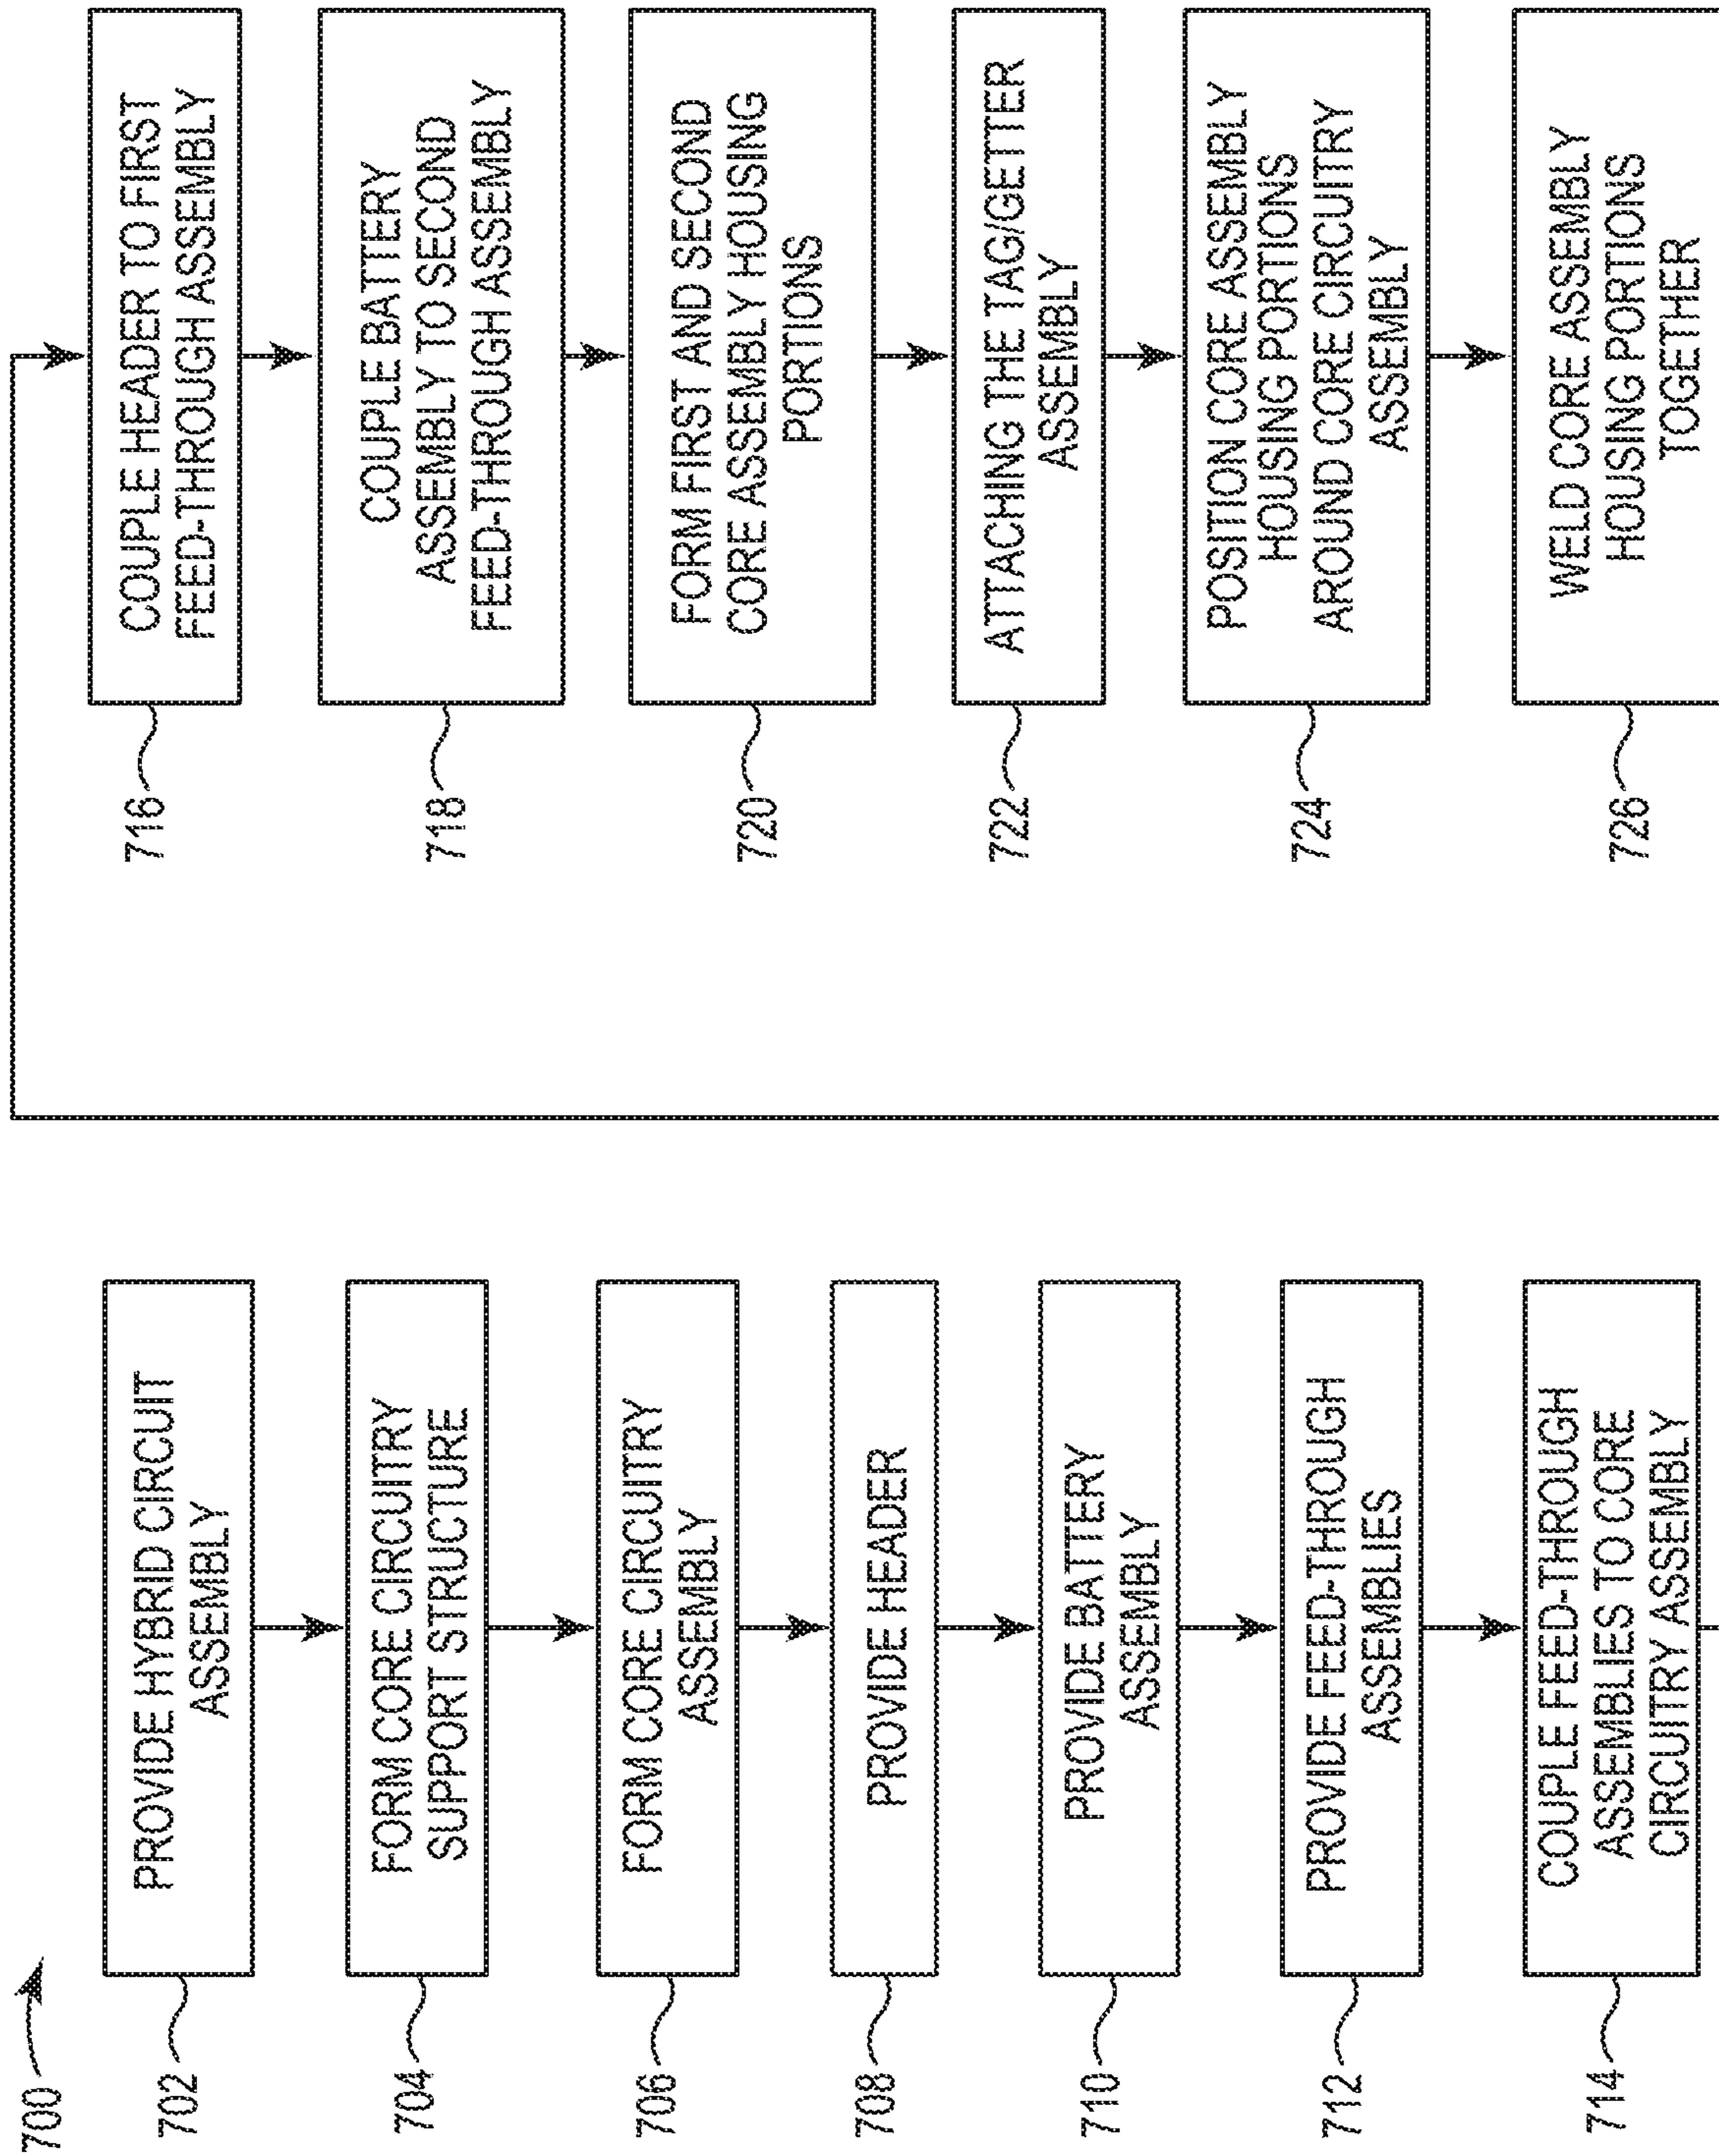 700
702
PROVIDE HYBRID CIRCUIT
ASSEMBLY
704
FORM CORE CIRCUITRY
SUPPORT STRUCTURE
706
FORM CORE CIRCUITRY
ASSEMBLY
708
PROVIDE HEADER
710
PROVIDE BATTERY
ASSEMBLY
712
PROVIDE FEED-THROUGH
ASSEMBLIES
714
COUPLE FEED-THROUGH
ASSEMBLIES TO CORE
CIRCUITRY ASSEMBLY
716
COUPLE HEADER TO FIRST
FEED-THROUGH ASSEMBLY
718
COUPLE BATTERY
ASSEMBLY TO SECOND
FEED-THROUGH ASSEMBLY
720
FORM FIRST AND SECOND
CORE ASSEMBLY HOUSING
PORTIONS
722
ATTACHING THE TAG/GETTER
ASSEMBLY
724
POSITION CORE ASSEMBLY
HOUSING PORTIONS
AROUND CORE CIRCUITRY
ASSEMBLY
726
WELD CORE ASSEMBLY
HOUSING PORTIONS
TOGETHER